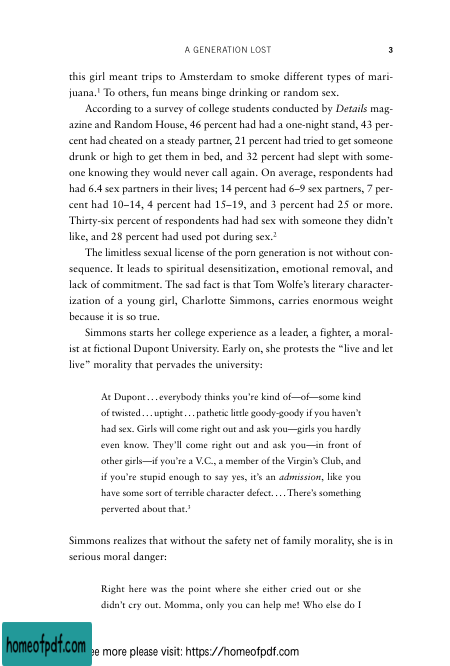 A GENERATION LOST 3
this girl meant trips to Amsterdam to smoke different types of mari-
juana.1 To others, fun means binge drinking or random sex.
According to a survey of college students conducted by Details mag-
azine and Random House, 46 percent had had a one-night stand, 43 per-
cent had cheated on a steady partner, 21 percent had tried to get someone
drunk or high to get them in bed, and 32 percent had slept with some-
one knowing they would never call again. On average, respondents had
had 6.4 sex partners in their lives; 14 percent had 6–9 sex partners, 7 per-
cent had 10–14, 4 percent had 15–19, and 3 percent had 25 or more.
Thirty-six percent of respondents had had sex with someone they didn't
like, and 28 percent had used pot during sex.2
The limitless sexual license of the porn generation is not without con-
sequence. It leads to spiritual desensitization, emotional removal, and
lack of commitment. The sad fact is that Tom Wolfe's literary character-
ization of a young girl, Charlotte Simmons, carries enormous weight
because it is so true.
Simmons starts her college experience as a leader, a fighter, a moral-
ist at fictional Dupont University. Early on, she protests the "live and let
live" morality that pervades the university:
At Dupont...everybody thinks you're kind of—of—some kind
of twisted...uptight...pathetic little goody-goody if you haven't
had sex. Girls will come right out and ask you—girls you hardly
even know. They'll come right out and ask you—in front of
other girls—if you're a V.C., a member of the Virgin's Club, and
if you're stupid enough to say yes, it's an admission, like you
have some sort of terrible character defect....There's something
perverted about that.3
Simmons realizes that without the safety net of family morality, she is in
serious moral danger:
Right here was the point where she either cried out or she
didn't cry out. Momma, only you can help me! Who else do I
homeofpdf.com
ee more please visit: https://homeofpdf.com